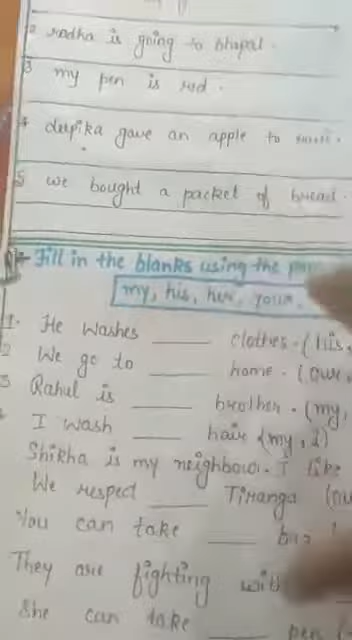 2 radha is going to bhopal.
3 my pen is red.
4 deepika gave an apple to
5 we bought a packet of bread.
Fill in the blanks using the
my, his, her, your,
1. He washes ____ clothes. (his,
2 We go to ____ home. (our,
3 Rahul is ____ brother. (my,
I wash ____ hair (my, I)
Shikha is my neighbour. I like
We respect ____ Tiranga (ou
You can take ____ bus
They are fighting with
She can take ____ pen (